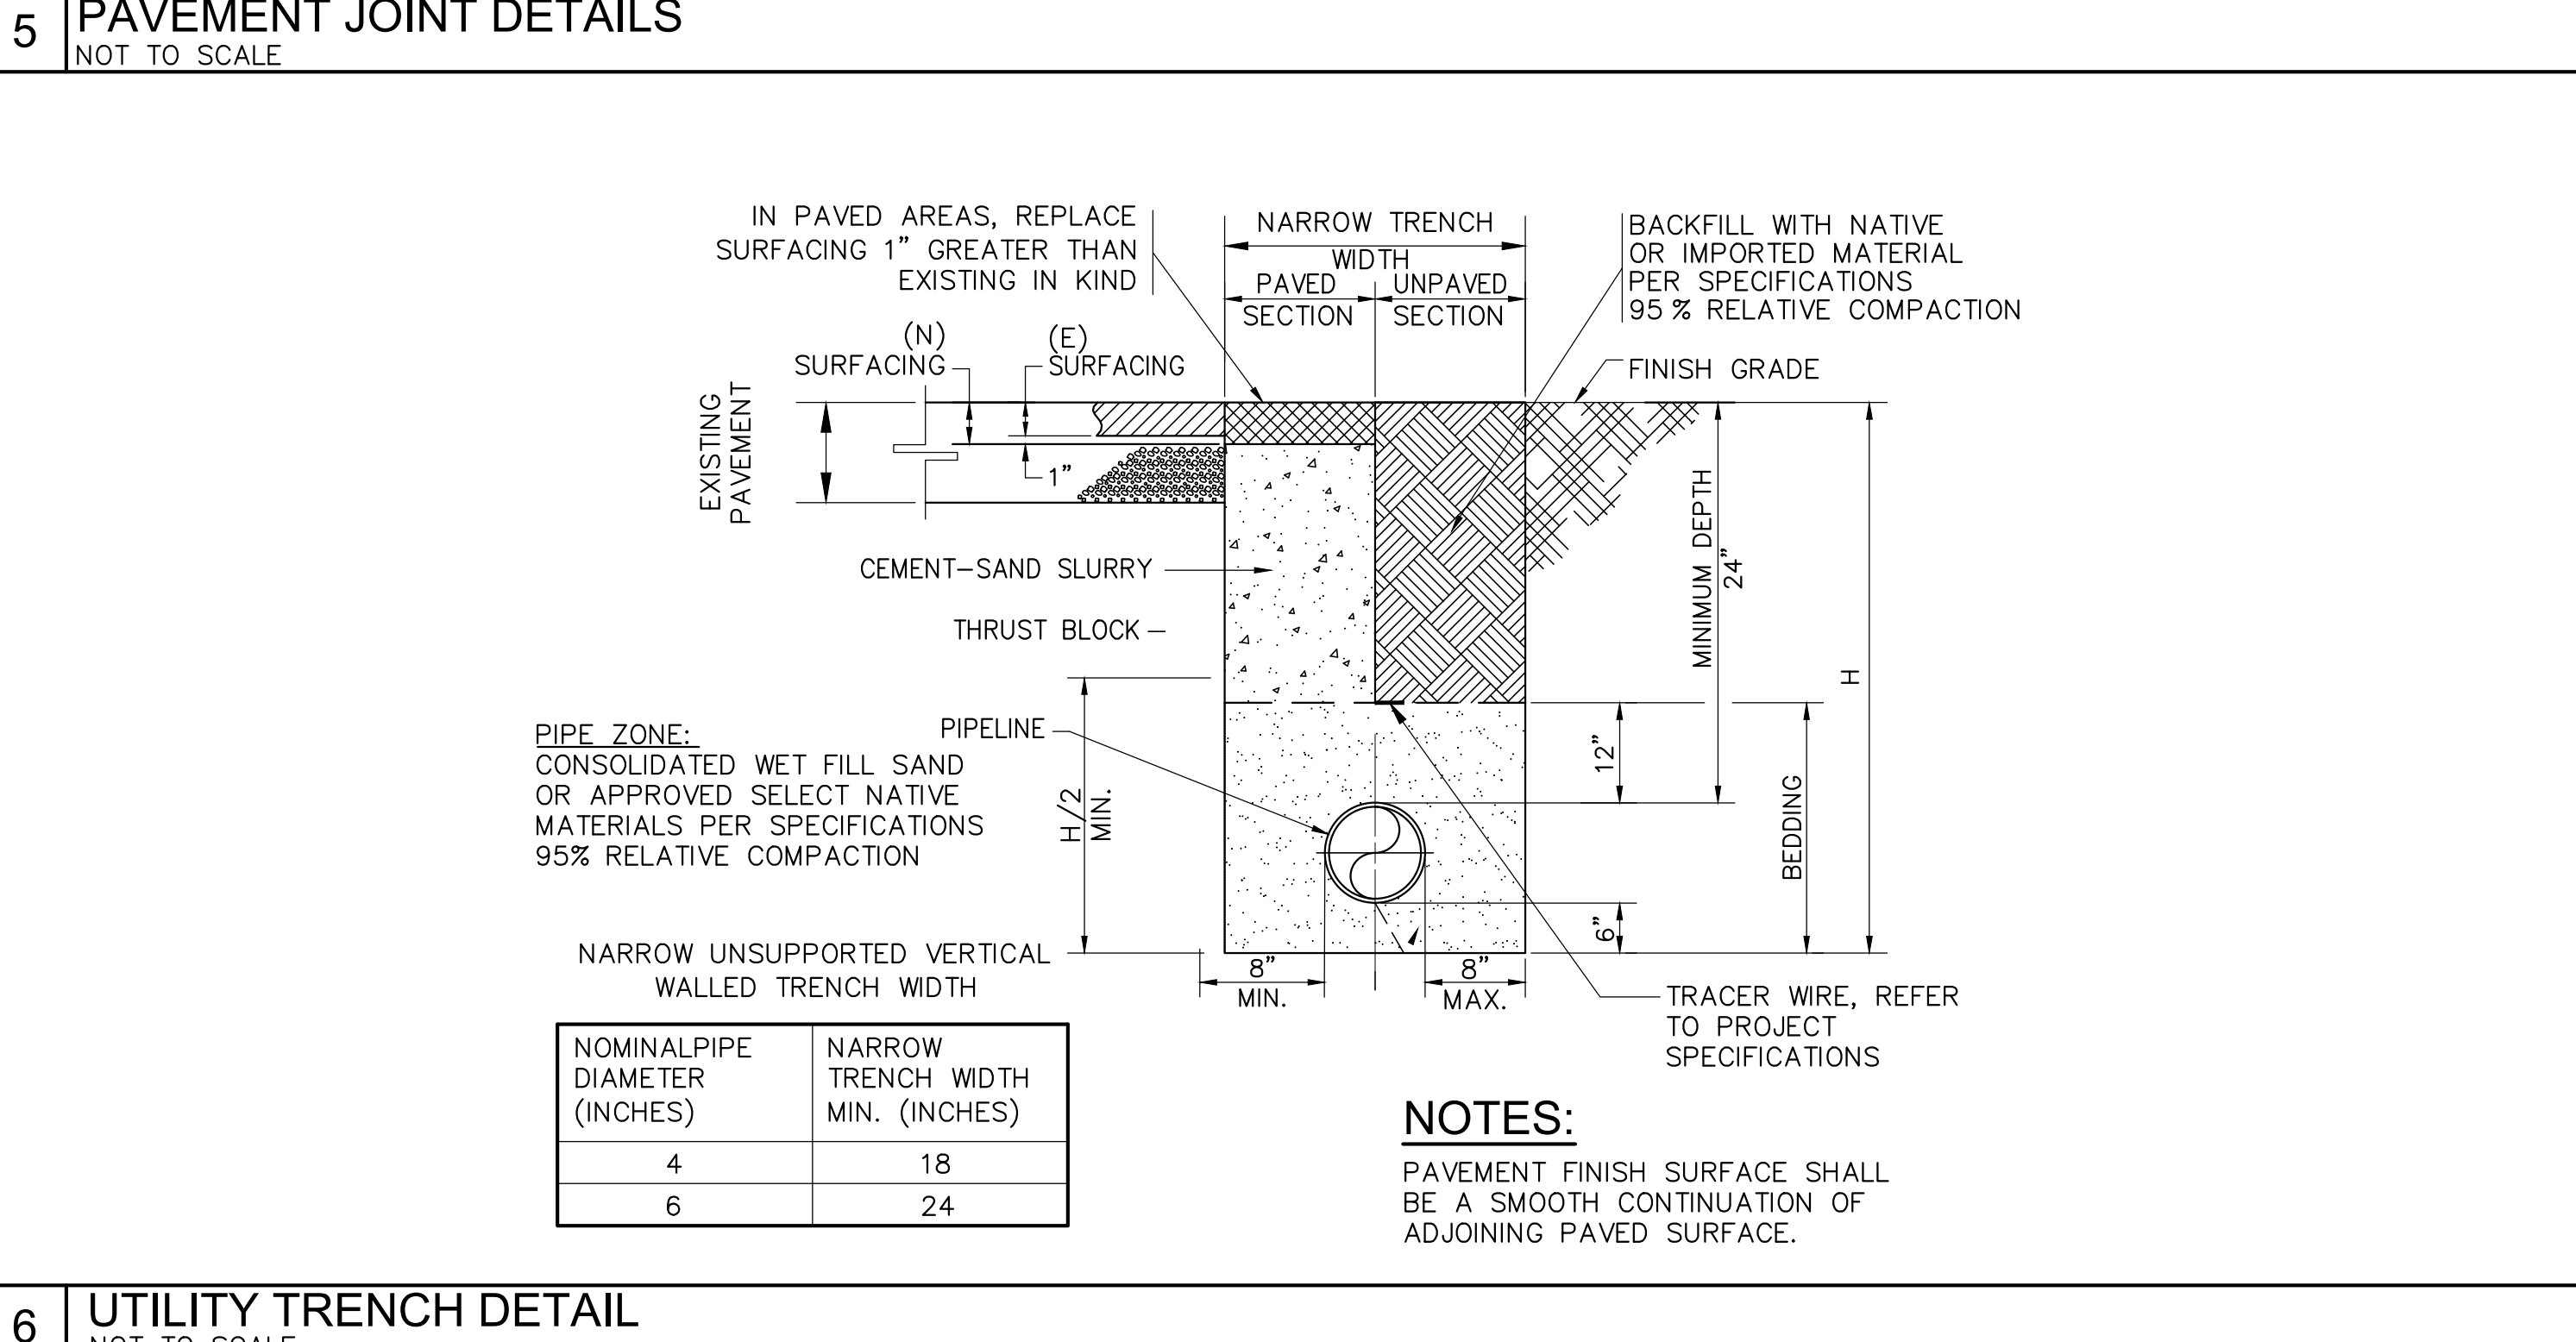 5
PAVEMENT JOINT DETAILS
NOT TO SCALE
IN PAVED AREAS, REPLACE
SURFACING 1" GREATER THAN
EXISTING IN KIND
NARROW TRENCH
WIDTH
PAVED
SECTION
UNPAVED
SECTION
BACKFILL WITH NATIVE
OR IMPORTED MATERIAL
PER SPECIFICATIONS
95 % RELATIVE COMPACTION
(N)
SURFACING
(E)
SURFACING
FINISH GRADE
EXISTING
PAVEMENT
1"
CEMENT-SAND SLURRY
THRUST BLOCK
MINIMUM DEPTH
24"
H
PIPELINE
PIPE ZONE:
CONSOLIDATED WET FILL SAND
OR APPROVED SELECT NATIVE
MATERIALS PER SPECIFICATIONS
95% RELATIVE COMPACTION
H/2
MIN.
12"
BEDDING
6"
8"
MIN.
8"
MAX.
NARROW UNSUPPORTED VERTICAL
WALLED TRENCH WIDTH
TRACER WIRE, REFER
TO PROJECT
SPECIFICATIONS
NOMINALPIPE
DIAMETER
(INCHES)
NARROW
TRENCH WIDTH
MIN. (INCHES)
4
18
6
24
NOTES:
PAVEMENT FINISH SURFACE SHALL
BE A SMOOTH CONTINUATION OF
ADJOINING PAVED SURFACE.
6
UTILITY TRENCH DETAIL
NOT TO SCALE